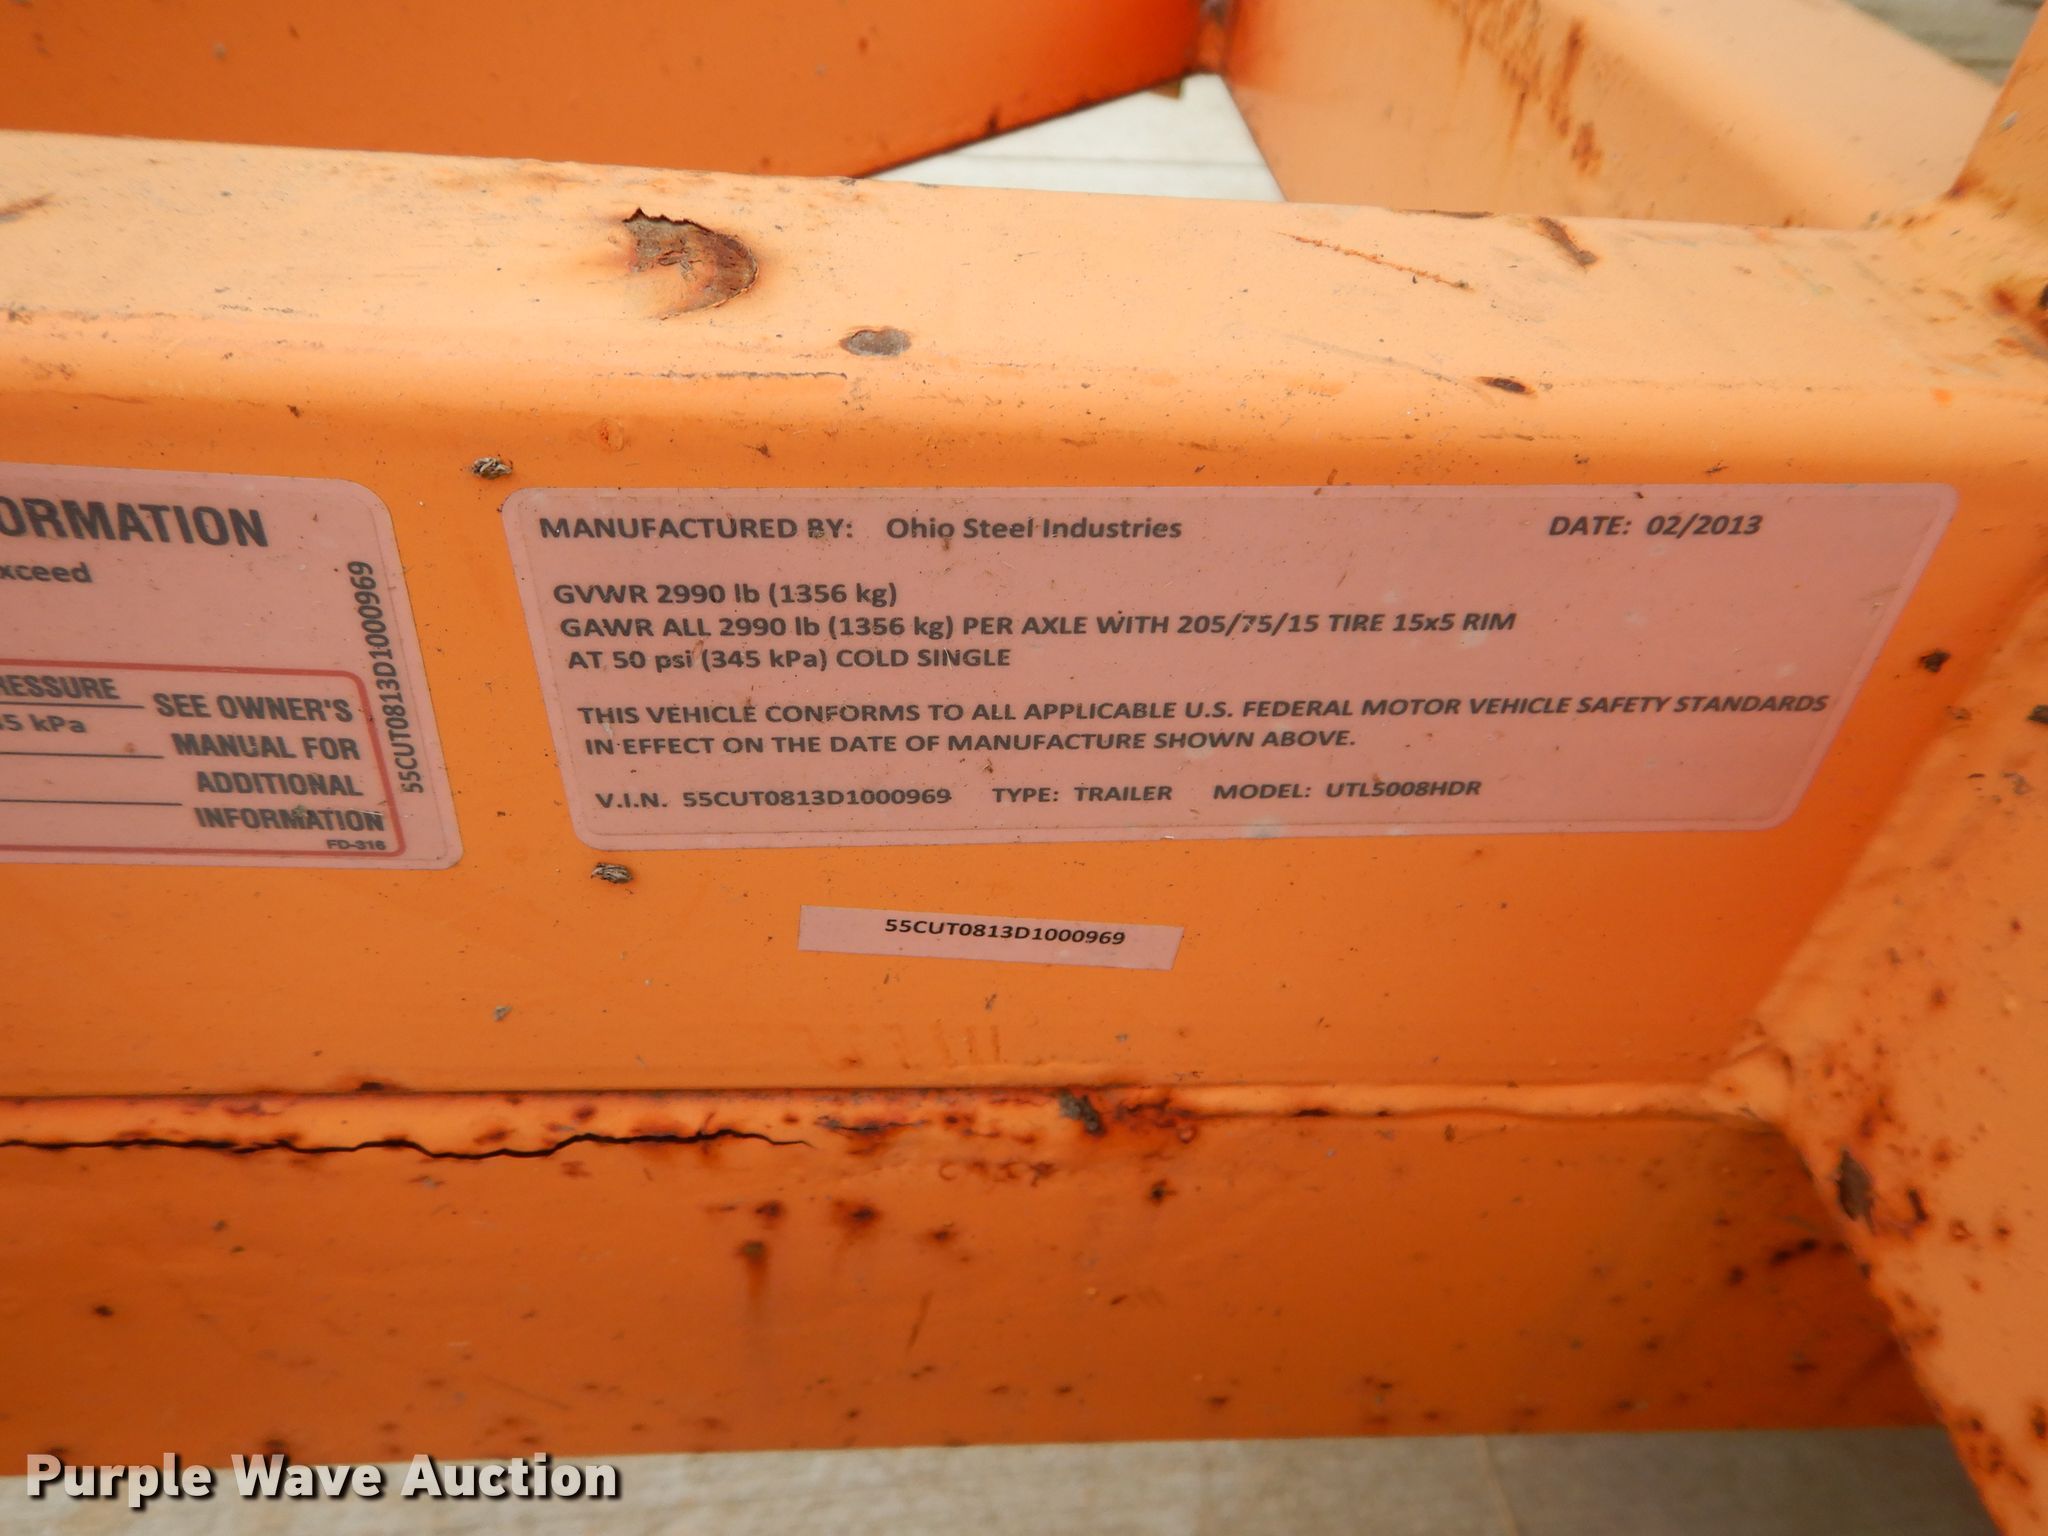 ORMATION
xceed
RESSURE
45 kPa
SEE OWNER'S
MANUAL FOR
ADDITIONAL
INFORMATION
FD-316
55CUT0813D1000969
MANUFACTURED BY: Ohio Steel Industries DATE: 02/2013
GVWR 2990 lb (1356 kg)
GAWR ALL 2990 lb (1356 kg) PER AXLE WITH 205/75/15 TIRE 15x5 RIM
AT 50 psi (345 kPa) COLD SINGLE
THIS VEHICLE CONFORMS TO ALL APPLICABLE U.S. FEDERAL MOTOR VEHICLE SAFETY STANDARDS
IN EFFECT ON THE DATE OF MANUFACTURE SHOWN ABOVE.
V.I.N. 55CUT0813D1000969 TYPE: TRAILER MODEL: UTL5008HDR
55CUT0813D1000969
Purple Wave Auction